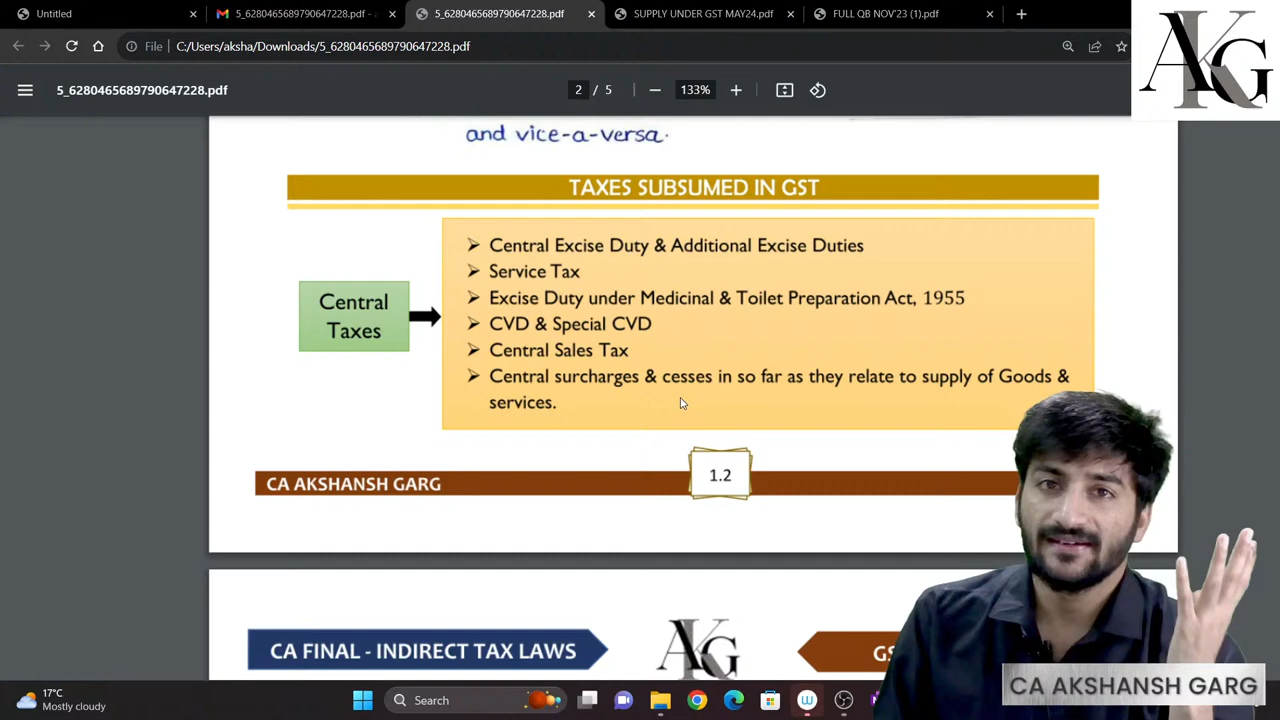 Untitled
5_6280465689790647228.pdf - a
5_6280465689790647228.pdf
SUPPLY UNDER GST MAY24.pdf
FULL QB NOV'23 (1).pdf
File
C:/Users/aksha/Downloads/5_6280465689790647228.pdf
AKG
5_6280465689790647228.pdf
2 / 5
133%
and vice-a-versa.
TAXES SUBSUMED IN GST
Central
Taxes
➤ Central Excise Duty & Additional Excise Duties
➤ Service Tax
➤ Excise Duty under Medicinal & Toilet Preparation Act, 1955
➤ CVD & Special CVD
➤ Central Sales Tax
➤ Central surcharges & cesses in so far as they relate to supply of Goods &
services.
CA AKSHANSH GARG
1.2
CA FINAL - INDIRECT TAX LAWS
AKG
GS
CA AKSHANSH GARG
17°C
Mostly cloudy
Search